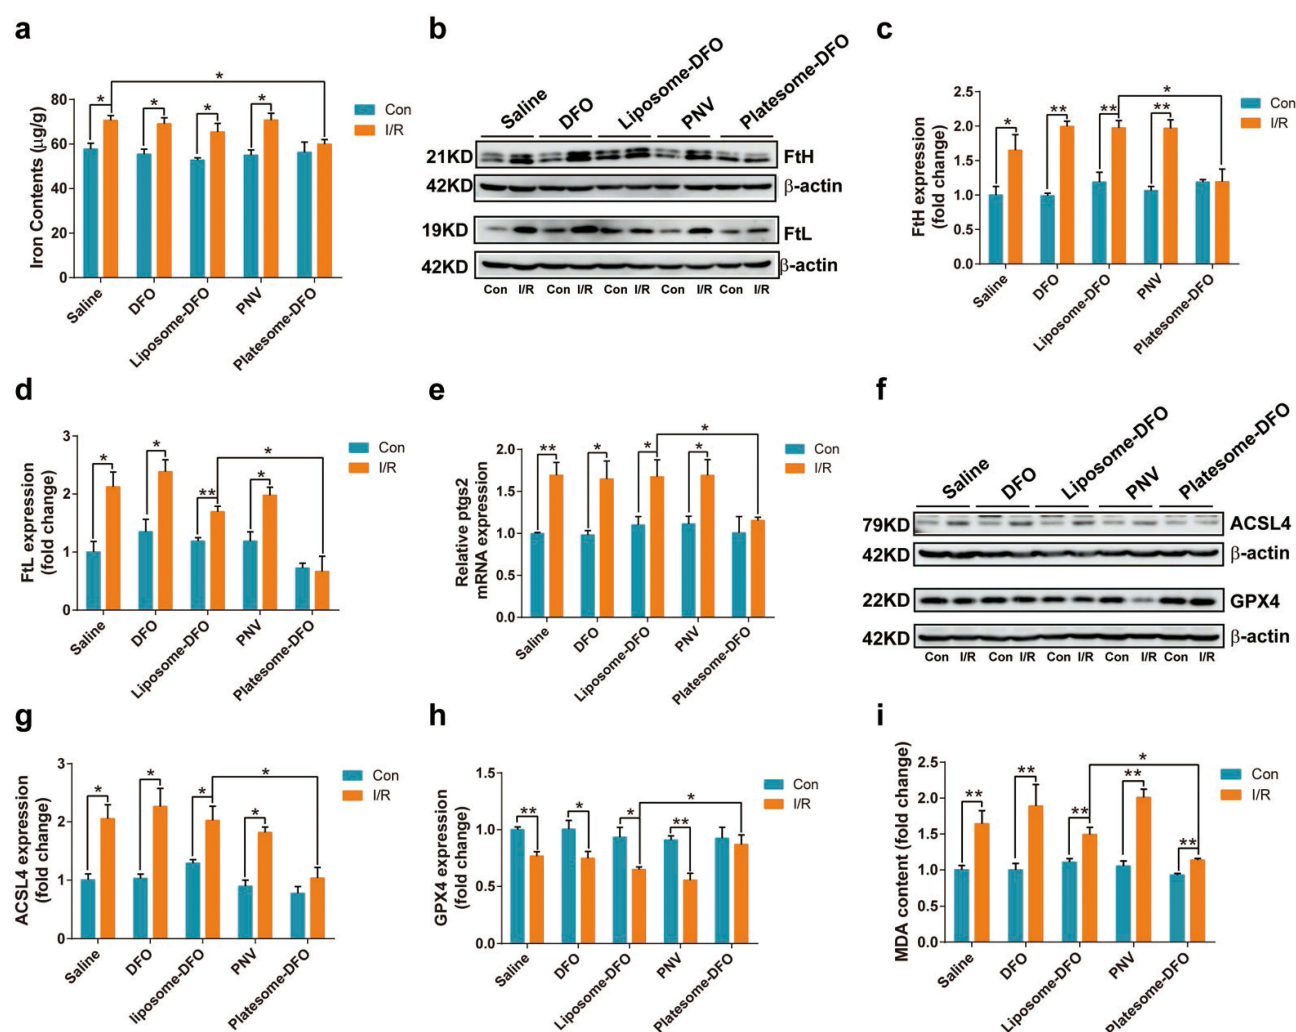 a
Iron Contents (μg/g)
80
60
40
20
0
*
*
*
*
*
Con
I/R
Saline
DFO
Liposome-DFO
PNV
Platesome-DFO
b
Saline
DFO
Liposome-DFO
PNV
Platesome-DFO
21KD
FtH
42KD
β-actin
19KD
FtL
42KD
β-actin
Con I/R Con I/R Con I/R Con I/R Con I/R
c
FtH expression
(fold change)
2.5
2.0
1.5
1.0
0.5
0.0
*
**
**
**
*
Con
I/R
Saline
DFO
Liposome-DFO
PNV
Platesome-DFO
d
FtL expression
(fold change)
3
2
1
0
*
*
**
*
*
Con
I/R
Saline
DFO
Liposome-DFO
PNV
Platesome-DFO
e
Relative ptgs2
mRNA expression
2.0
1.5
1.0
0.5
0.0
**
*
*
*
*
Con
I/R
Saline
DFO
Liposome-DFO
PNV
Platesome-DFO
f
Saline
DFO
Liposome-DFO
PNV
Platesome-DFO
79KD
ACSL4
42KD
β-actin
22KD
GPX4
42KD
β-actin
Con I/R Con I/R Con I/R Con I/R Con I/R
g
ACSL4 expression
(fold change)
3
2
1
0
*
*
*
*
*
Con
I/R
Saline
DFO
liposome-DFO
PNV
Platesome-DFO
h
GPX4 expression
(fold change)
1.5
1.0
0.5
0.0
**
*
*
**
*
Con
I/R
Saline
DFO
Liposome-DFO
PNV
Platesome-DFO
i
MDA content (fold change)
2.5
2.0
1.5
1.0
0.5
0.0
**
**
**
**
**
*
Con
I/R
Saline
DFO
Liposome-DFO
PNV
Platesome-DFO